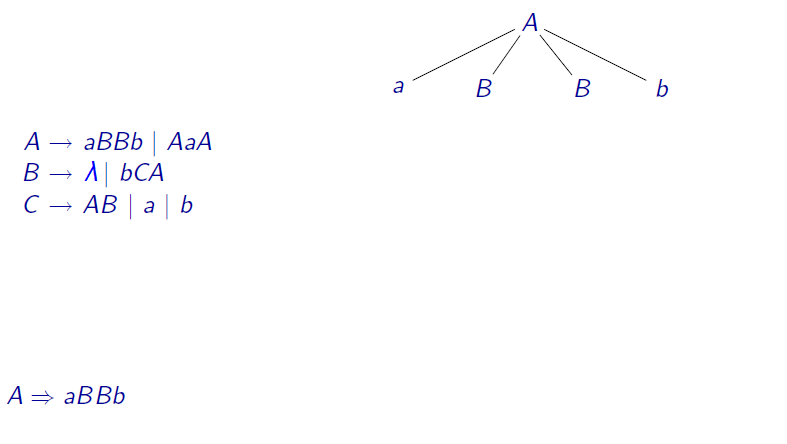 A
a B B b
A → aBBb | AaA
B → λ | bCA
C → AB | a | b
A ⇒ aBBb